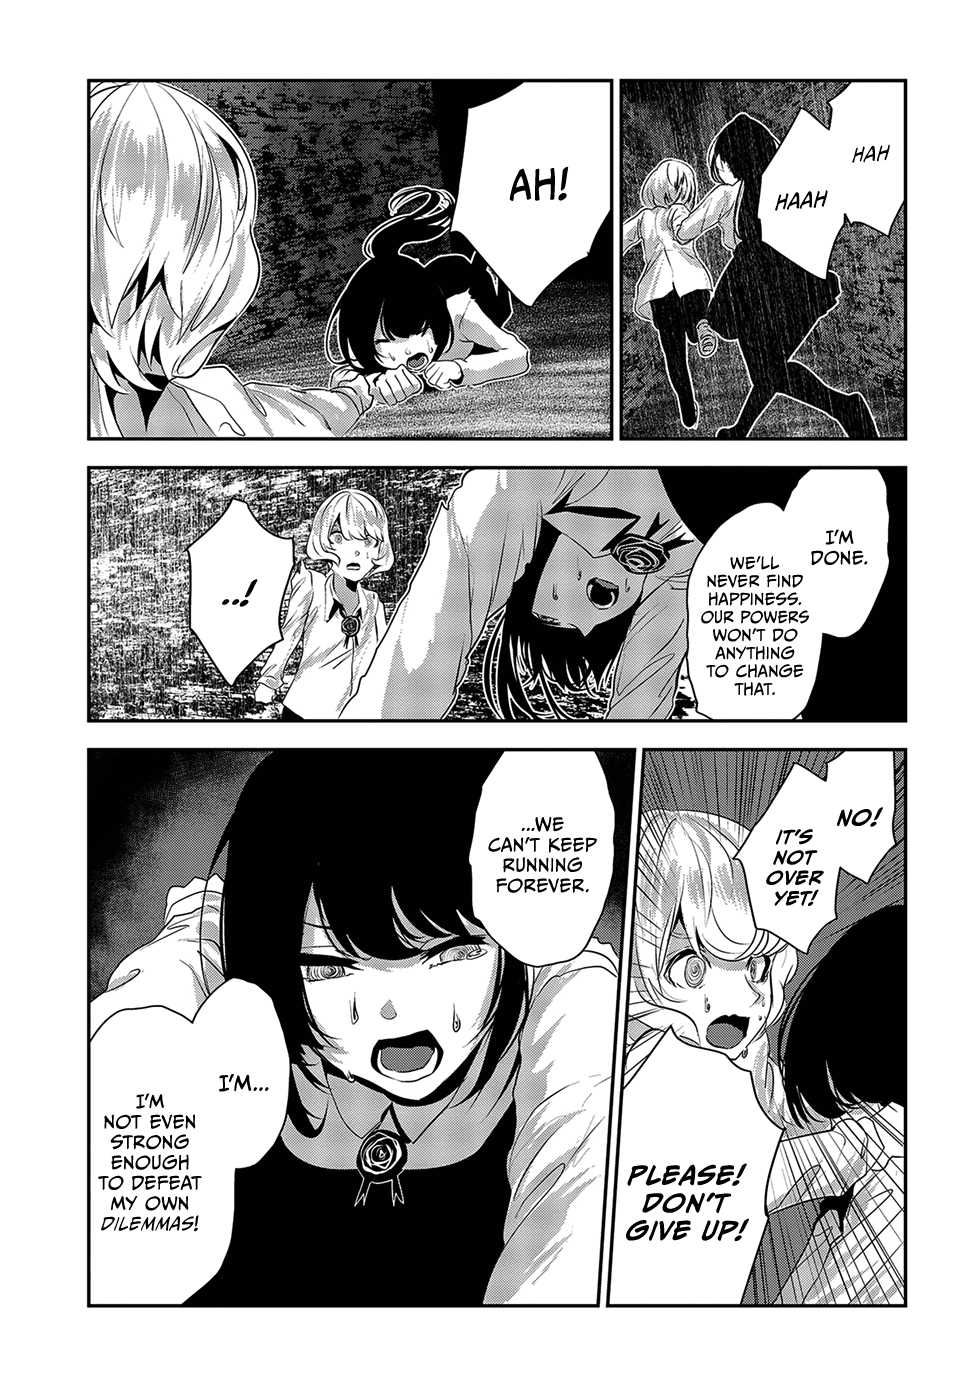 HAH
HAAH
AH!
I'M
DONE.
WE'LL
NEVER FIND
HAPPINESS.
OUR POWERS
WON'T DO
ANYTHING
TO CHANGE
THAT.
...!
NO!
IT'S
NOT
OVER
YET!
PLEASE!
DON'T
GIVE UP!
...WE
CAN'T KEEP
RUNNING
FOREVER.
I'M...
I'M
NOT EVEN
STRONG
ENOUGH
TO DEFEAT
MY OWN
DILEMMAS!